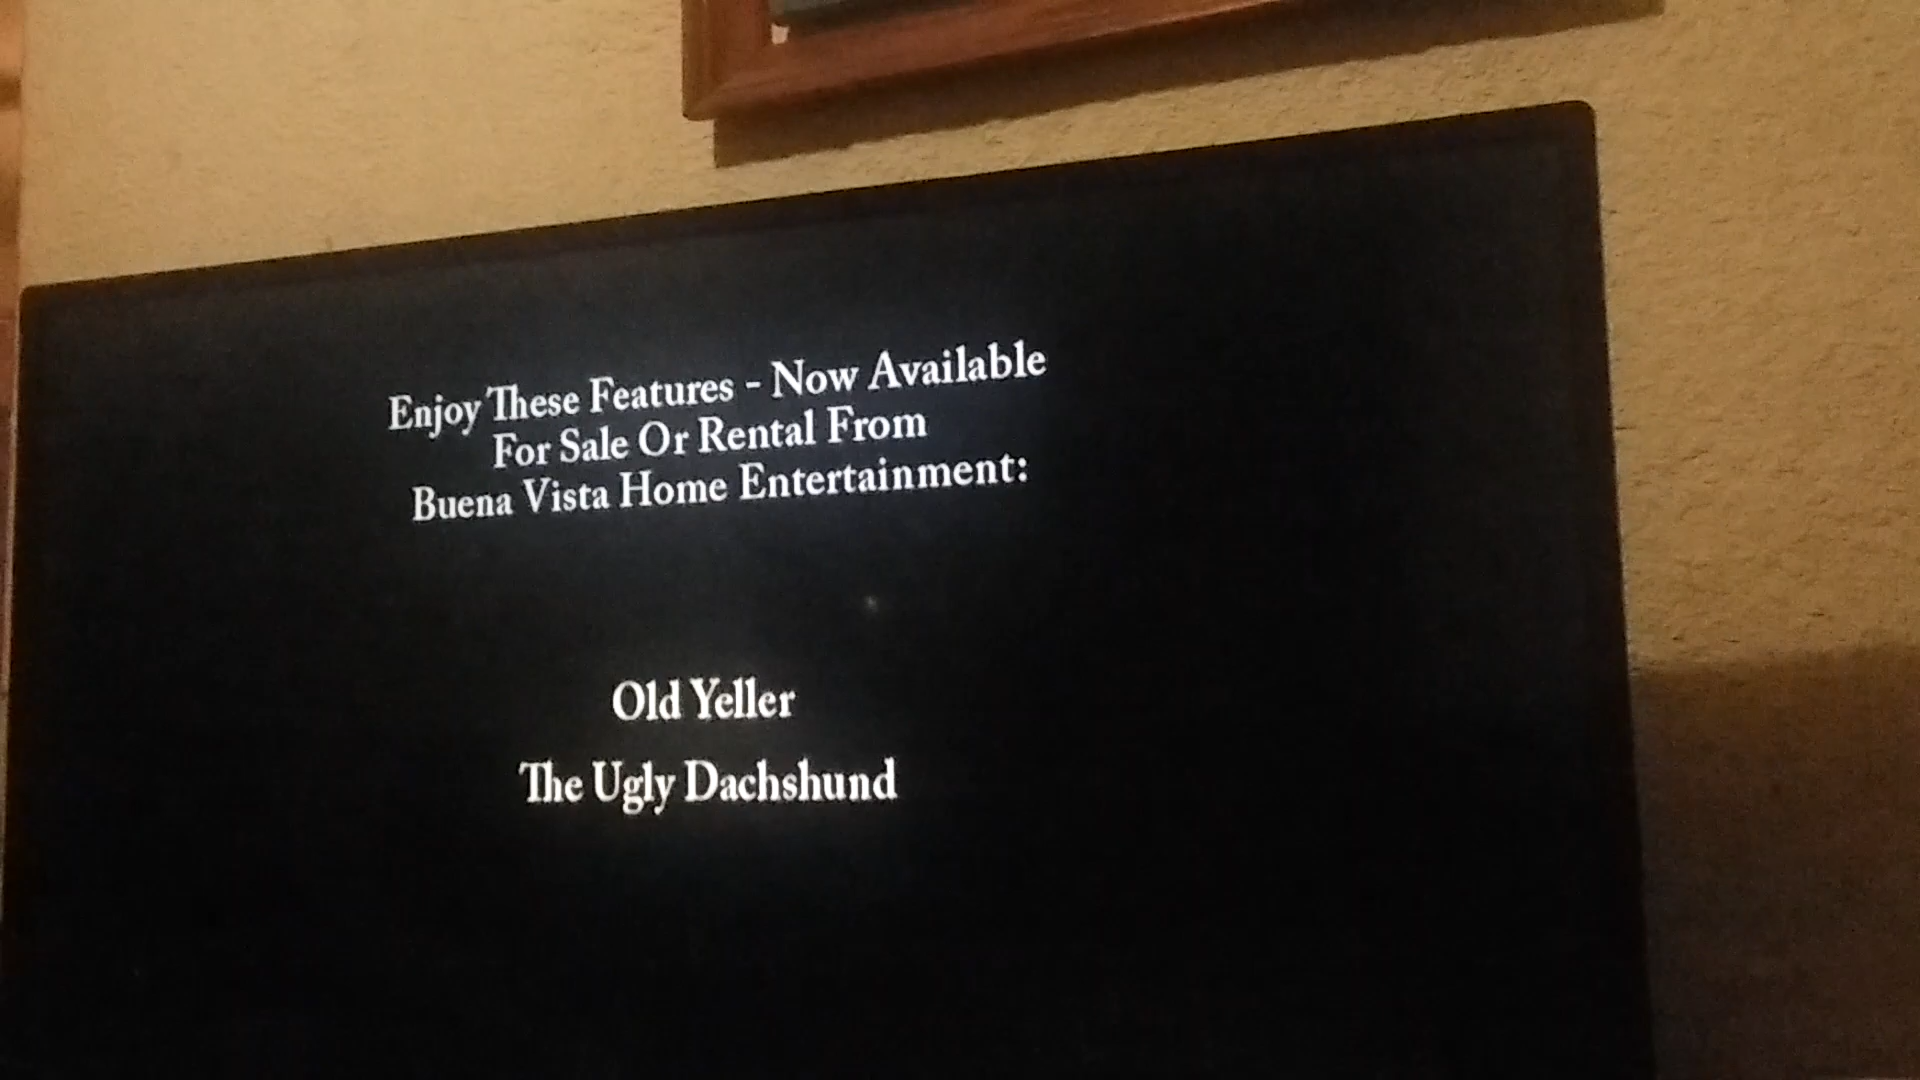 Enjoy These Features - Now Available
For Sale Or Rental From
Buena Vista Home Entertainment:
Old Yeller
The Ugly Dachshund